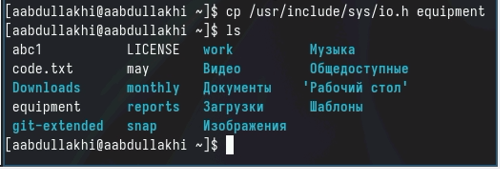 [aabdullakhi@aabdullakhi ~]$ cp /usr/include/sys/io.h equipment
[aabdullakhi@aabdullakhi ~]$ ls
abc1 LICENSE work Музыка
code.txt may Видео Общедоступные
Downloads monthly Документы 'Рабочий стол'
equipment reports Загрузки Шаблоны
git-extended snap Изображения
[aabdullakhi@aabdullakhi ~]$